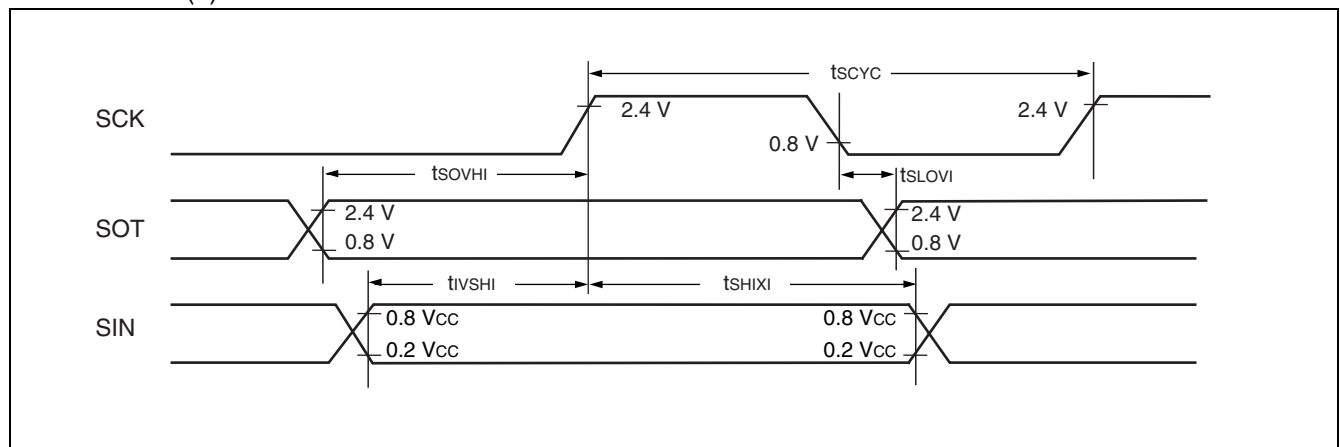 tSCYC
SCK
2.4 V
2.4 V
0.8 V
tSOVHI
tSLOVI
SOT
2.4 V
2.4 V
0.8 V
0.8 V
tIVSHI
tSHIXI
SIN
0.8 VCC
0.8 VCC
0.2 VCC
0.2 VCC